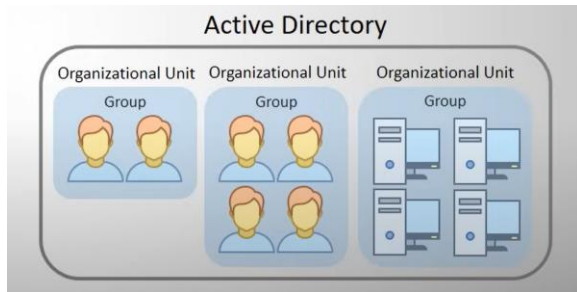 Active Directory
Organizational Unit
Organizational Unit
Organizational Unit
Group
Group
Group